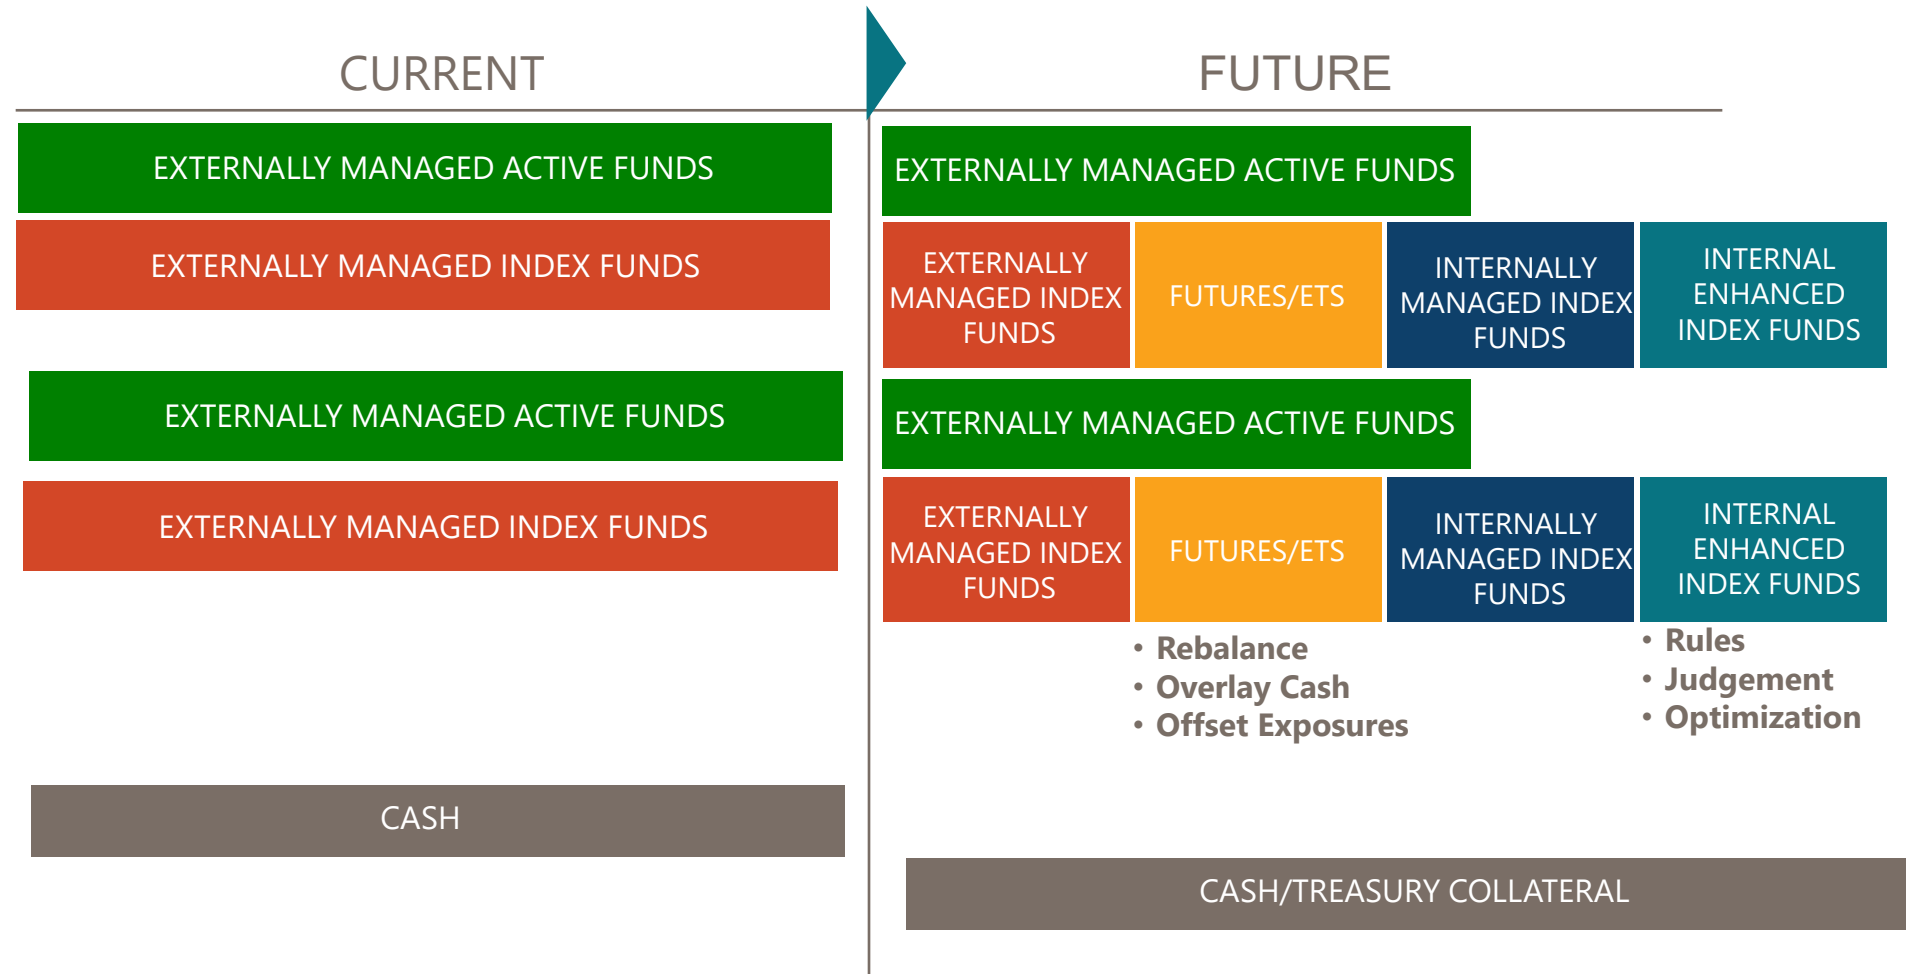 CURRENT
FUTURE
EXTERNALLY MANAGED ACTIVE FUNDS
EXTERNALLY MANAGED INDEX FUNDS
EXTERNALLY MANAGED ACTIVE FUNDS
EXTERNALLY MANAGED INDEX FUNDS
CASH
EXTERNALLY MANAGED ACTIVE FUNDS
EXTERNALLY
MANAGED INDEX
FUNDS
FUTURES/ETS
INTERNALLY
MANAGED INDEX
FUNDS
INTERNAL
ENHANCED
INDEX FUNDS
EXTERNALLY MANAGED ACTIVE FUNDS
EXTERNALLY
MANAGED INDEX
FUNDS
FUTURES/ETS
INTERNALLY
MANAGED INDEX
FUNDS
INTERNAL
ENHANCED
INDEX FUNDS
• Rebalance
• Overlay Cash
• Offset Exposures
• Rules
• Judgement
• Optimization
CASH/TREASURY COLLATERAL